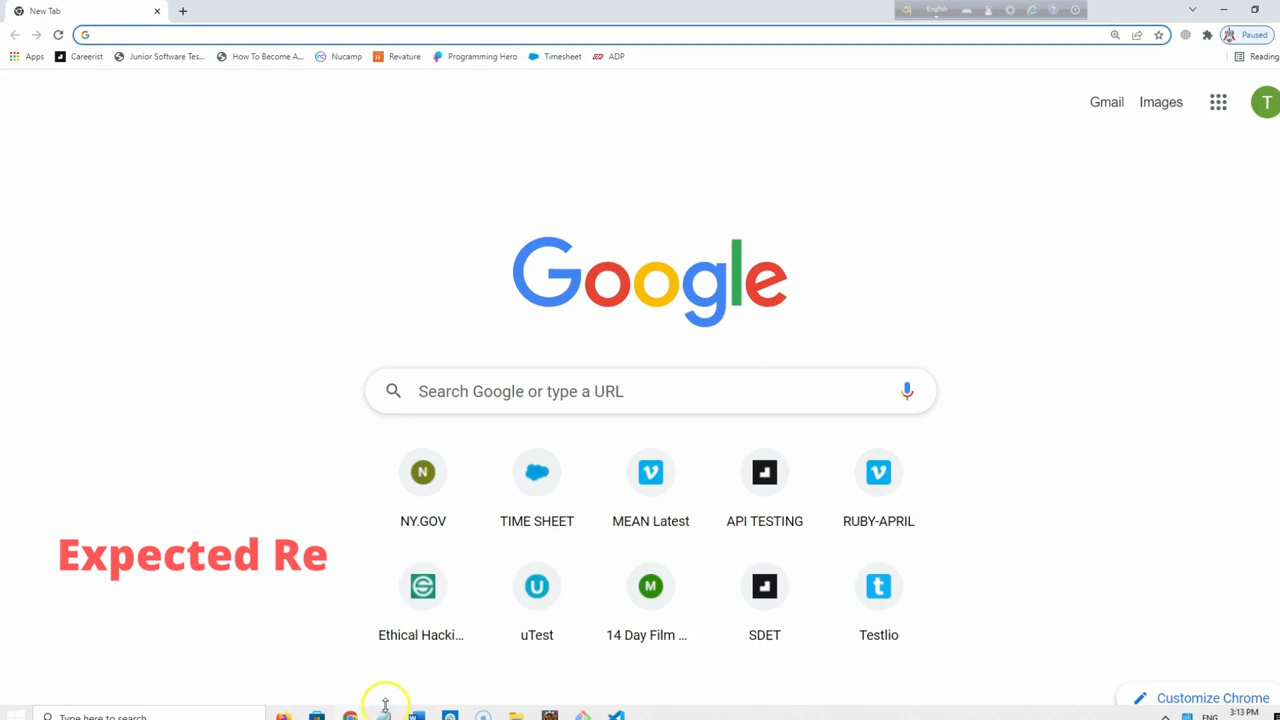 New Tab
English
Paused
Apps
Careerist
Junior Software Tes...
How To Become A...
Nucamp
Revature
Programming Hero
Timesheet
ADP
Reading
Gmail
Images
T
Google
Search Google or type a URL
N
NY.GOV
TIME SHEET
MEAN Latest
API TESTING
RUBY-APRIL
Expected Re
U
M
t
Ethical Hacki...
uTest
14 Day Film ...
SDET
Testlio
Customize Chrome
Type here to search
ENG
3:13 PM